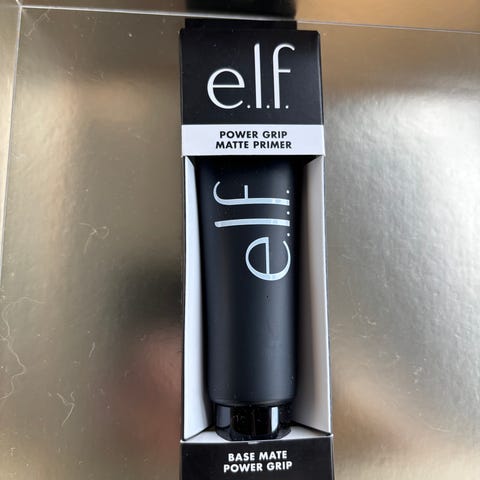 e.l.f.
POWER GRIP
MATTE PRIMER
e.l.f.
BASE MATE
POWER GRIP